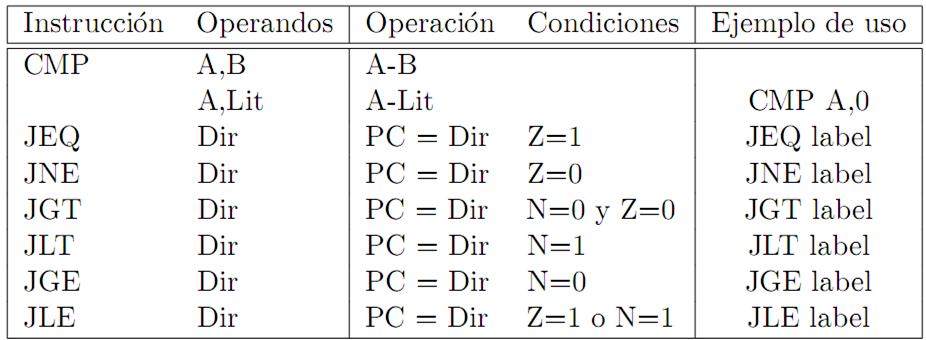 Instrucción Operandos Operación Condiciones Ejemplo de uso
CMP A,B A-B
A,Lit A-Lit CMP A,0
JEQ Dir PC = Dir Z=1 JEQ label
JNE Dir PC = Dir Z=0 JNE label
JGT Dir PC = Dir N=0 y Z=0 JGT label
JLT Dir PC = Dir N=1 JLT label
JGE Dir PC = Dir N=0 JGE label
JLE Dir PC = Dir Z=1 o N=1 JLE label